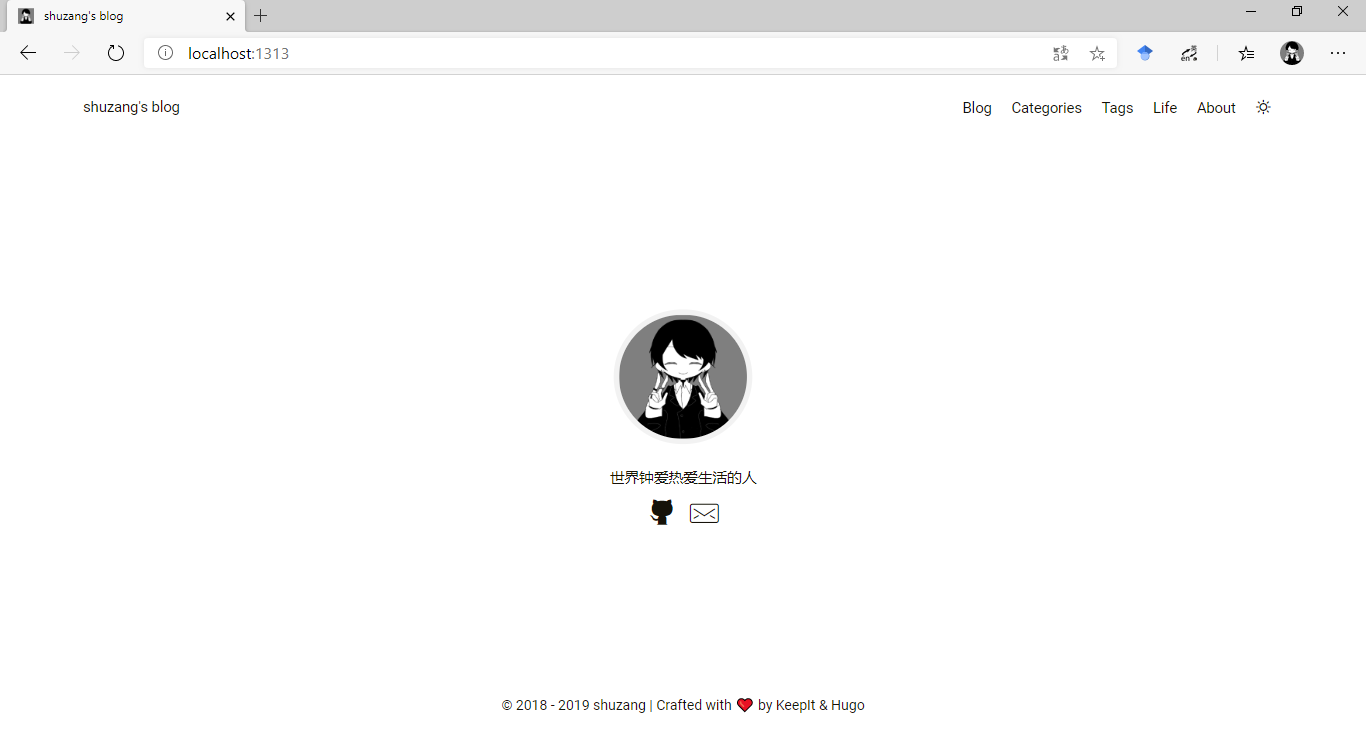 shuzang's blog
localhost:1313
shuzang's blog
Blog Categories Tags Life About
世界钟爱热爱生活的人
© 2018 - 2019 shuzang | Crafted with ❤ by KeepIt & Hugo